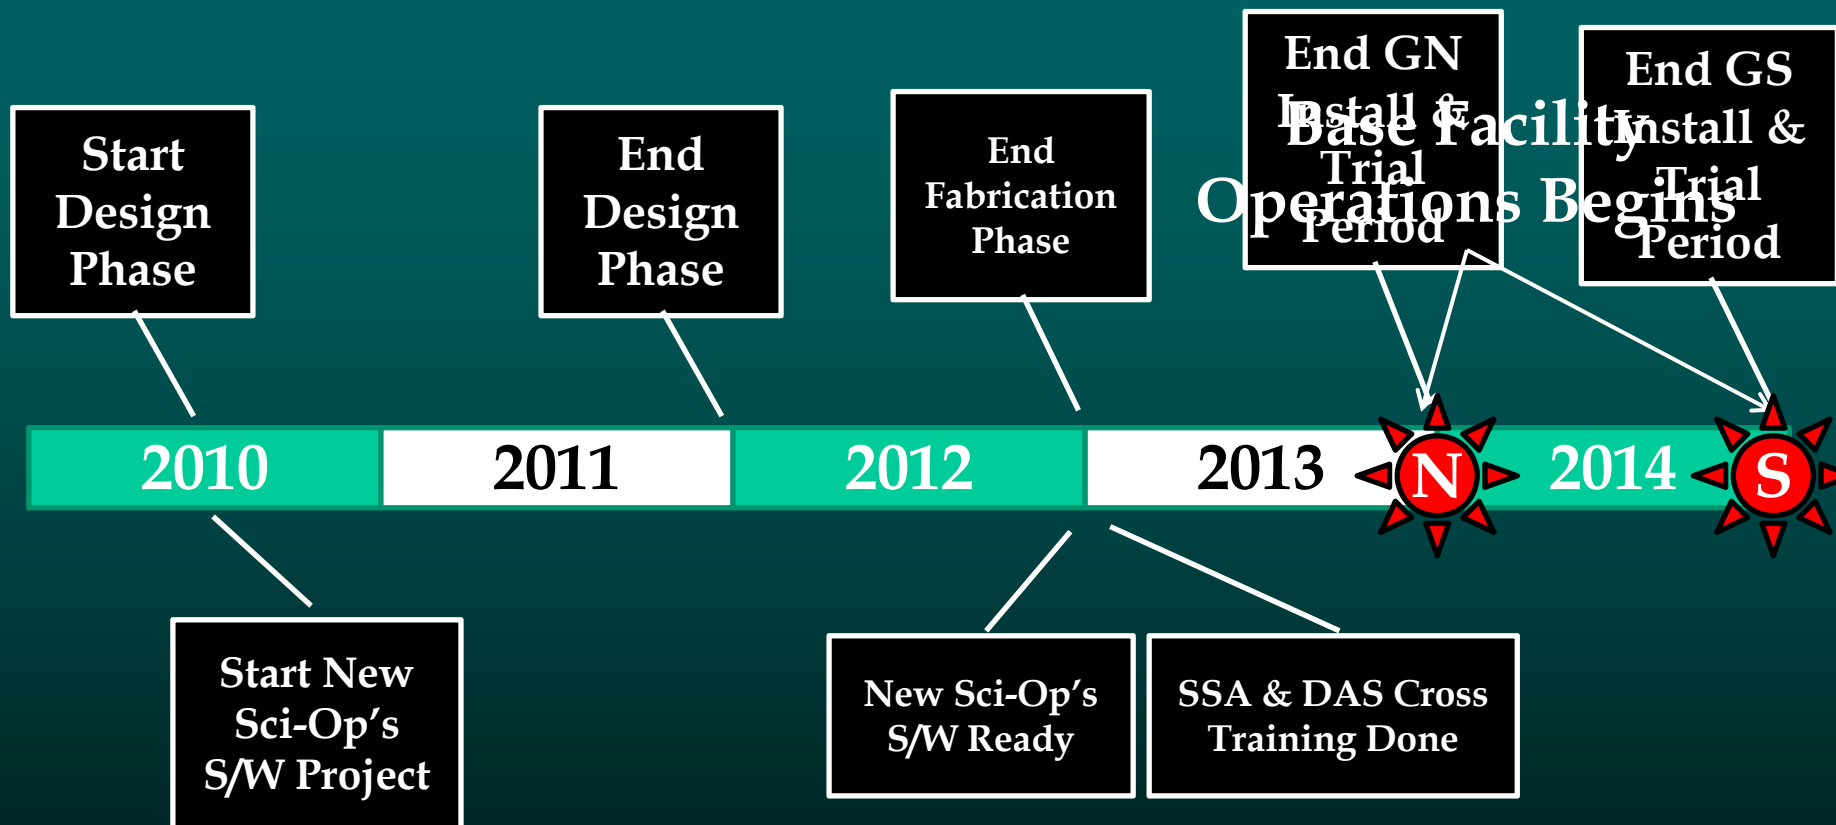 Start
Design
Phase
End
Design
Phase
End
Fabrication
Phase
End GN
Install &
Trial
Period
Base Facility
Operations Begins
End GS
Install &
Trial
Period
2010
2011
2012
2013
N
2014
S
Start New
Sci-Op’s
S/W Project
New Sci-Op’s
S/W Ready
SSA & DAS Cross
Training Done